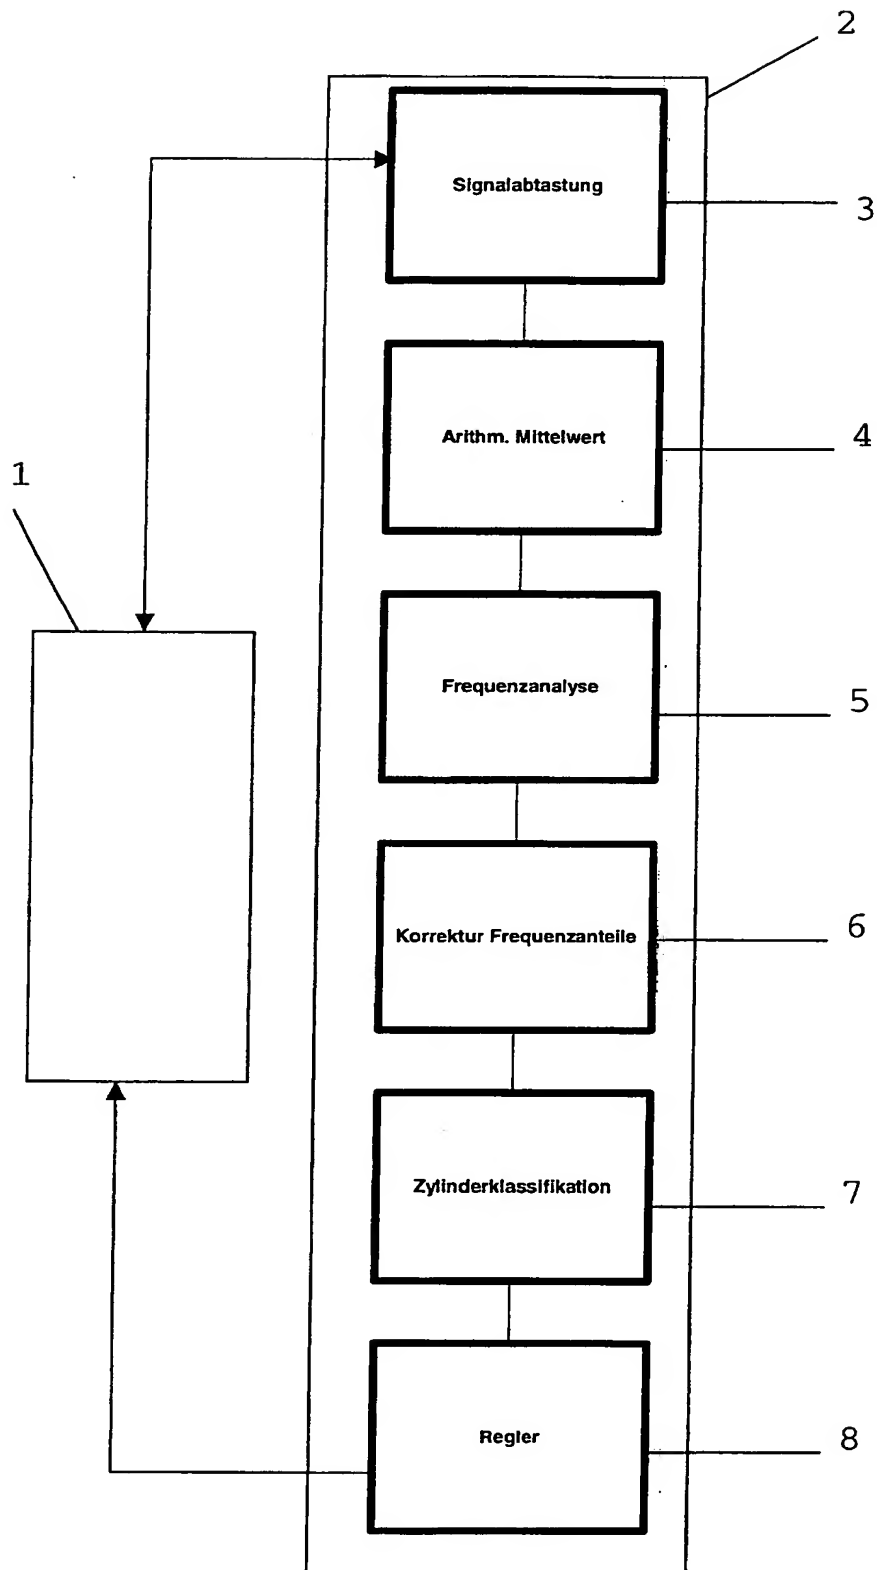 2
Signalabtastung
3
Arithm. Mittelwert
4
1
Frequenzanalyse
5
Korrektur Frequenzanteile
6
Zylinderklassifikation
7
Regler
8